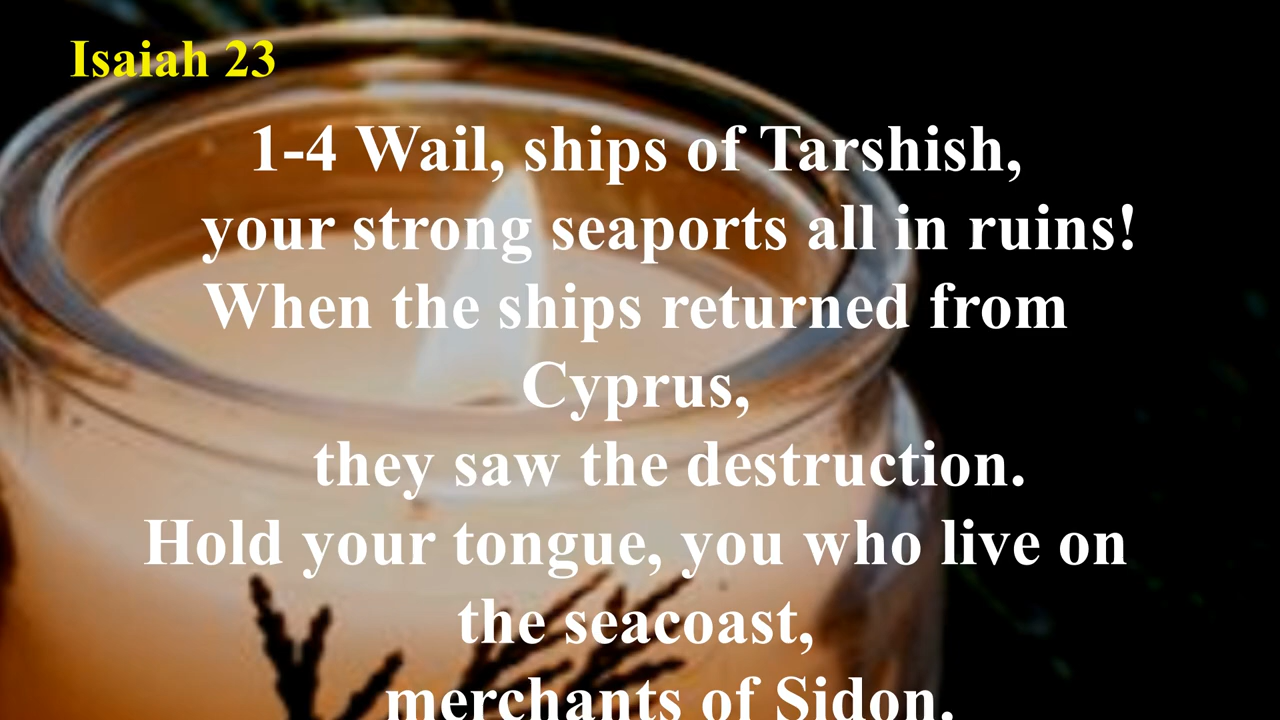 Isaiah 23
1-4 Wail, ships of Tarshish,
your strong seaports all in ruins!
When the ships returned from
Cyprus,
they saw the destruction.
Hold your tongue, you who live on
the seacoast,
merchants of Sidon.